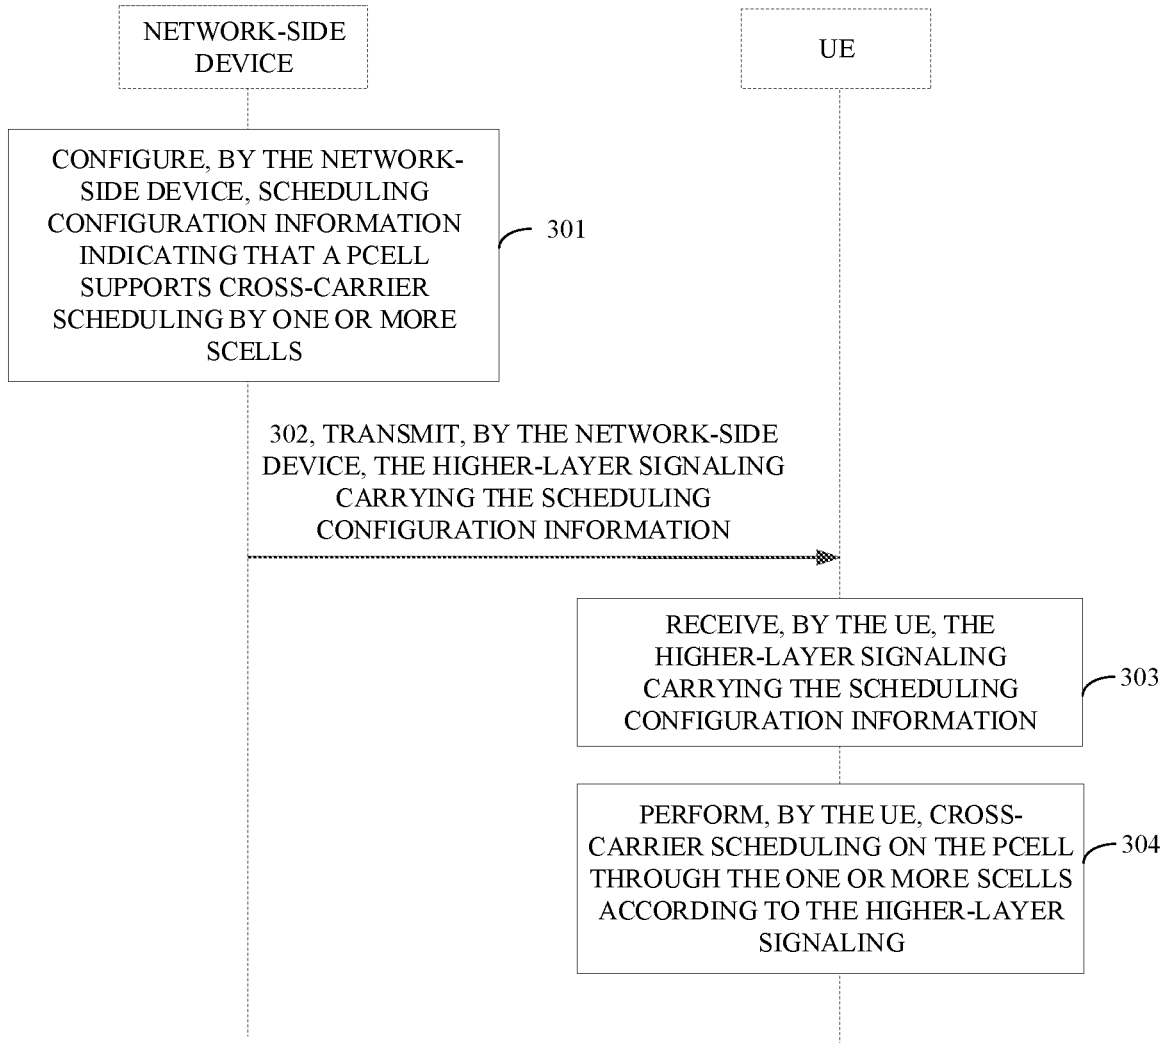 NETWORK-SIDE
DEVICE
UE
CONFIGURE, BY THE NETWORK-
SIDE DEVICE, SCHEDULING
CONFIGURATION INFORMATION
INDICATING THAT A PCELL
SUPPORTS CROSS-CARRIER
SCHEDULING BY ONE OR MORE
SCELLS
301
302, TRANSMIT, BY THE NETWORK-SIDE
DEVICE, THE HIGHER-LAYER SIGNALING
CARRYING THE SCHEDULING
CONFIGURATION INFORMATION
RECEIVE, BY THE UE, THE
HIGHER-LAYER SIGNALING
CARRYING THE SCHEDULING
CONFIGURATION INFORMATION
303
PERFORM, BY THE UE, CROSS-
CARRIER SCHEDULING ON THE PCELL
THROUGH THE ONE OR MORE SCELLS
ACCORDING TO THE HIGHER-LAYER
SIGNALING
304